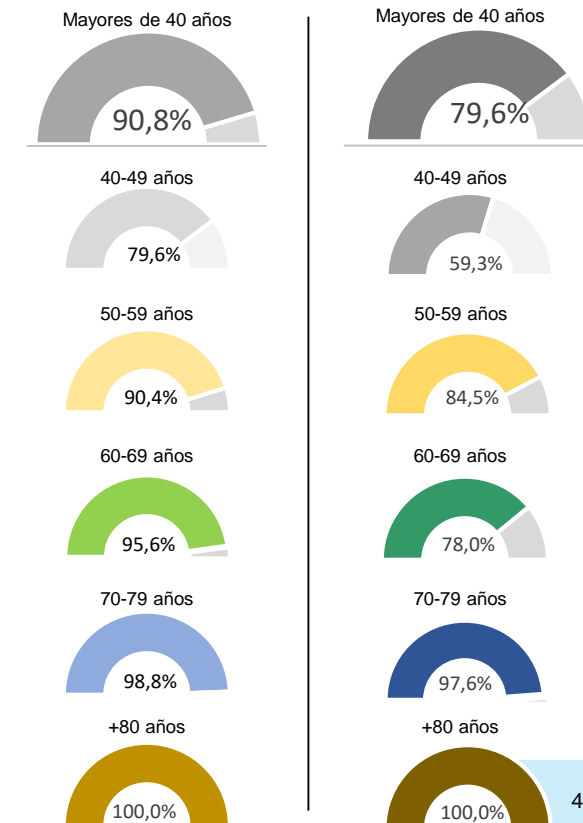 Mayores de 40 años
90,8%
40-49 años
79,6%
50-59 años
90,4%
60-69 años
95,6%
70-79 años
98,8%
+80 años
100,0%
Mayores de 40 años
79,6%
40-49 años
59,3%
50-59 años
84,5%
60-69 años
78,0%
70-79 años
97,6%
+80 años
100,0%
4